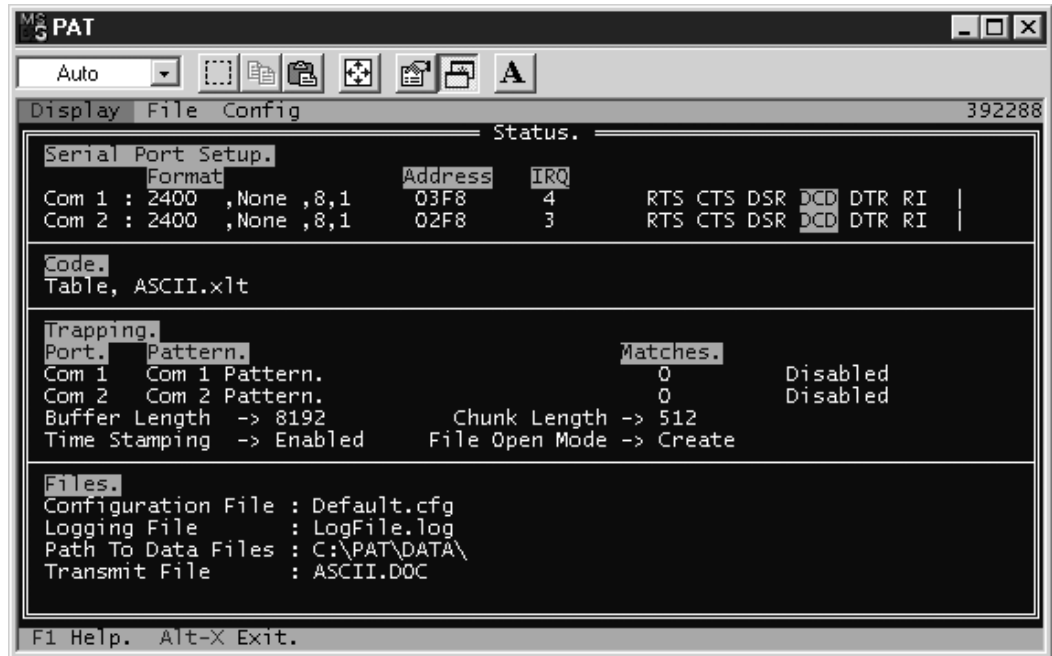 MS DOS PAT
Auto A
Display File Config 392288
Status.
Serial Port Setup.
Format Address IRQ
Com 1 : 2400 ,None ,8,1 03F8 4 RTS CTS DSR DCD DTR RI |
Com 2 : 2400 ,None ,8,1 02F8 3 RTS CTS DSR DCD DTR RI |
Code.
Table, ASCII.xlt
Trapping.
Port. Pattern. Matches.
Com 1 Com 1 Pattern. 0 Disabled
Com 2 Com 2 Pattern. 0 Disabled
Buffer Length -> 8192 Chunk Length -> 512
Time Stamping -> Enabled File Open Mode -> Create
Files.
Configuration File : Default.cfg
Logging File : LogFile.log
Path To Data Files : C:\PAT\DATA\
Transmit File : ASCII.DOC
F1 Help. Alt-X Exit.